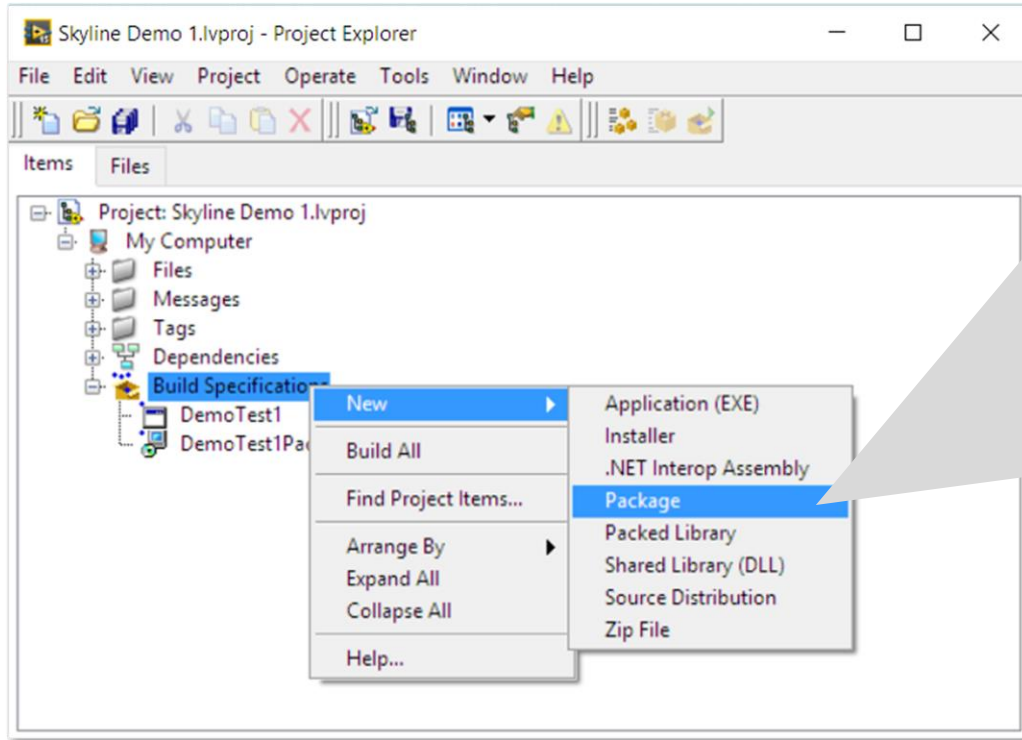 Skyline Demo 1.lvproj - Project Explorer
File Edit View Project Operate Tools Window Help
Items Files
Project: Skyline Demo 1.lvproj
My Computer
Files
Messages
Tags
Dependencies
Build Specifications
DemoTest1
DemoTest1Pac
New
Build All
Find Project Items...
Arrange By
Expand All
Collapse All
Help...
Application (EXE)
Installer
.NET Interop Assembly
Package
Packed Library
Shared Library (DLL)
Source Distribution
Zip File